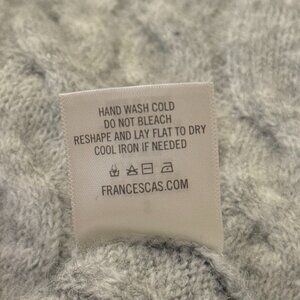 HAND WASH COLD
DO NOT BLEACH
RESHAPE AND LAY FLAT TO DRY
COOL IRON IF NEEDED
FRANCESCAS.COM